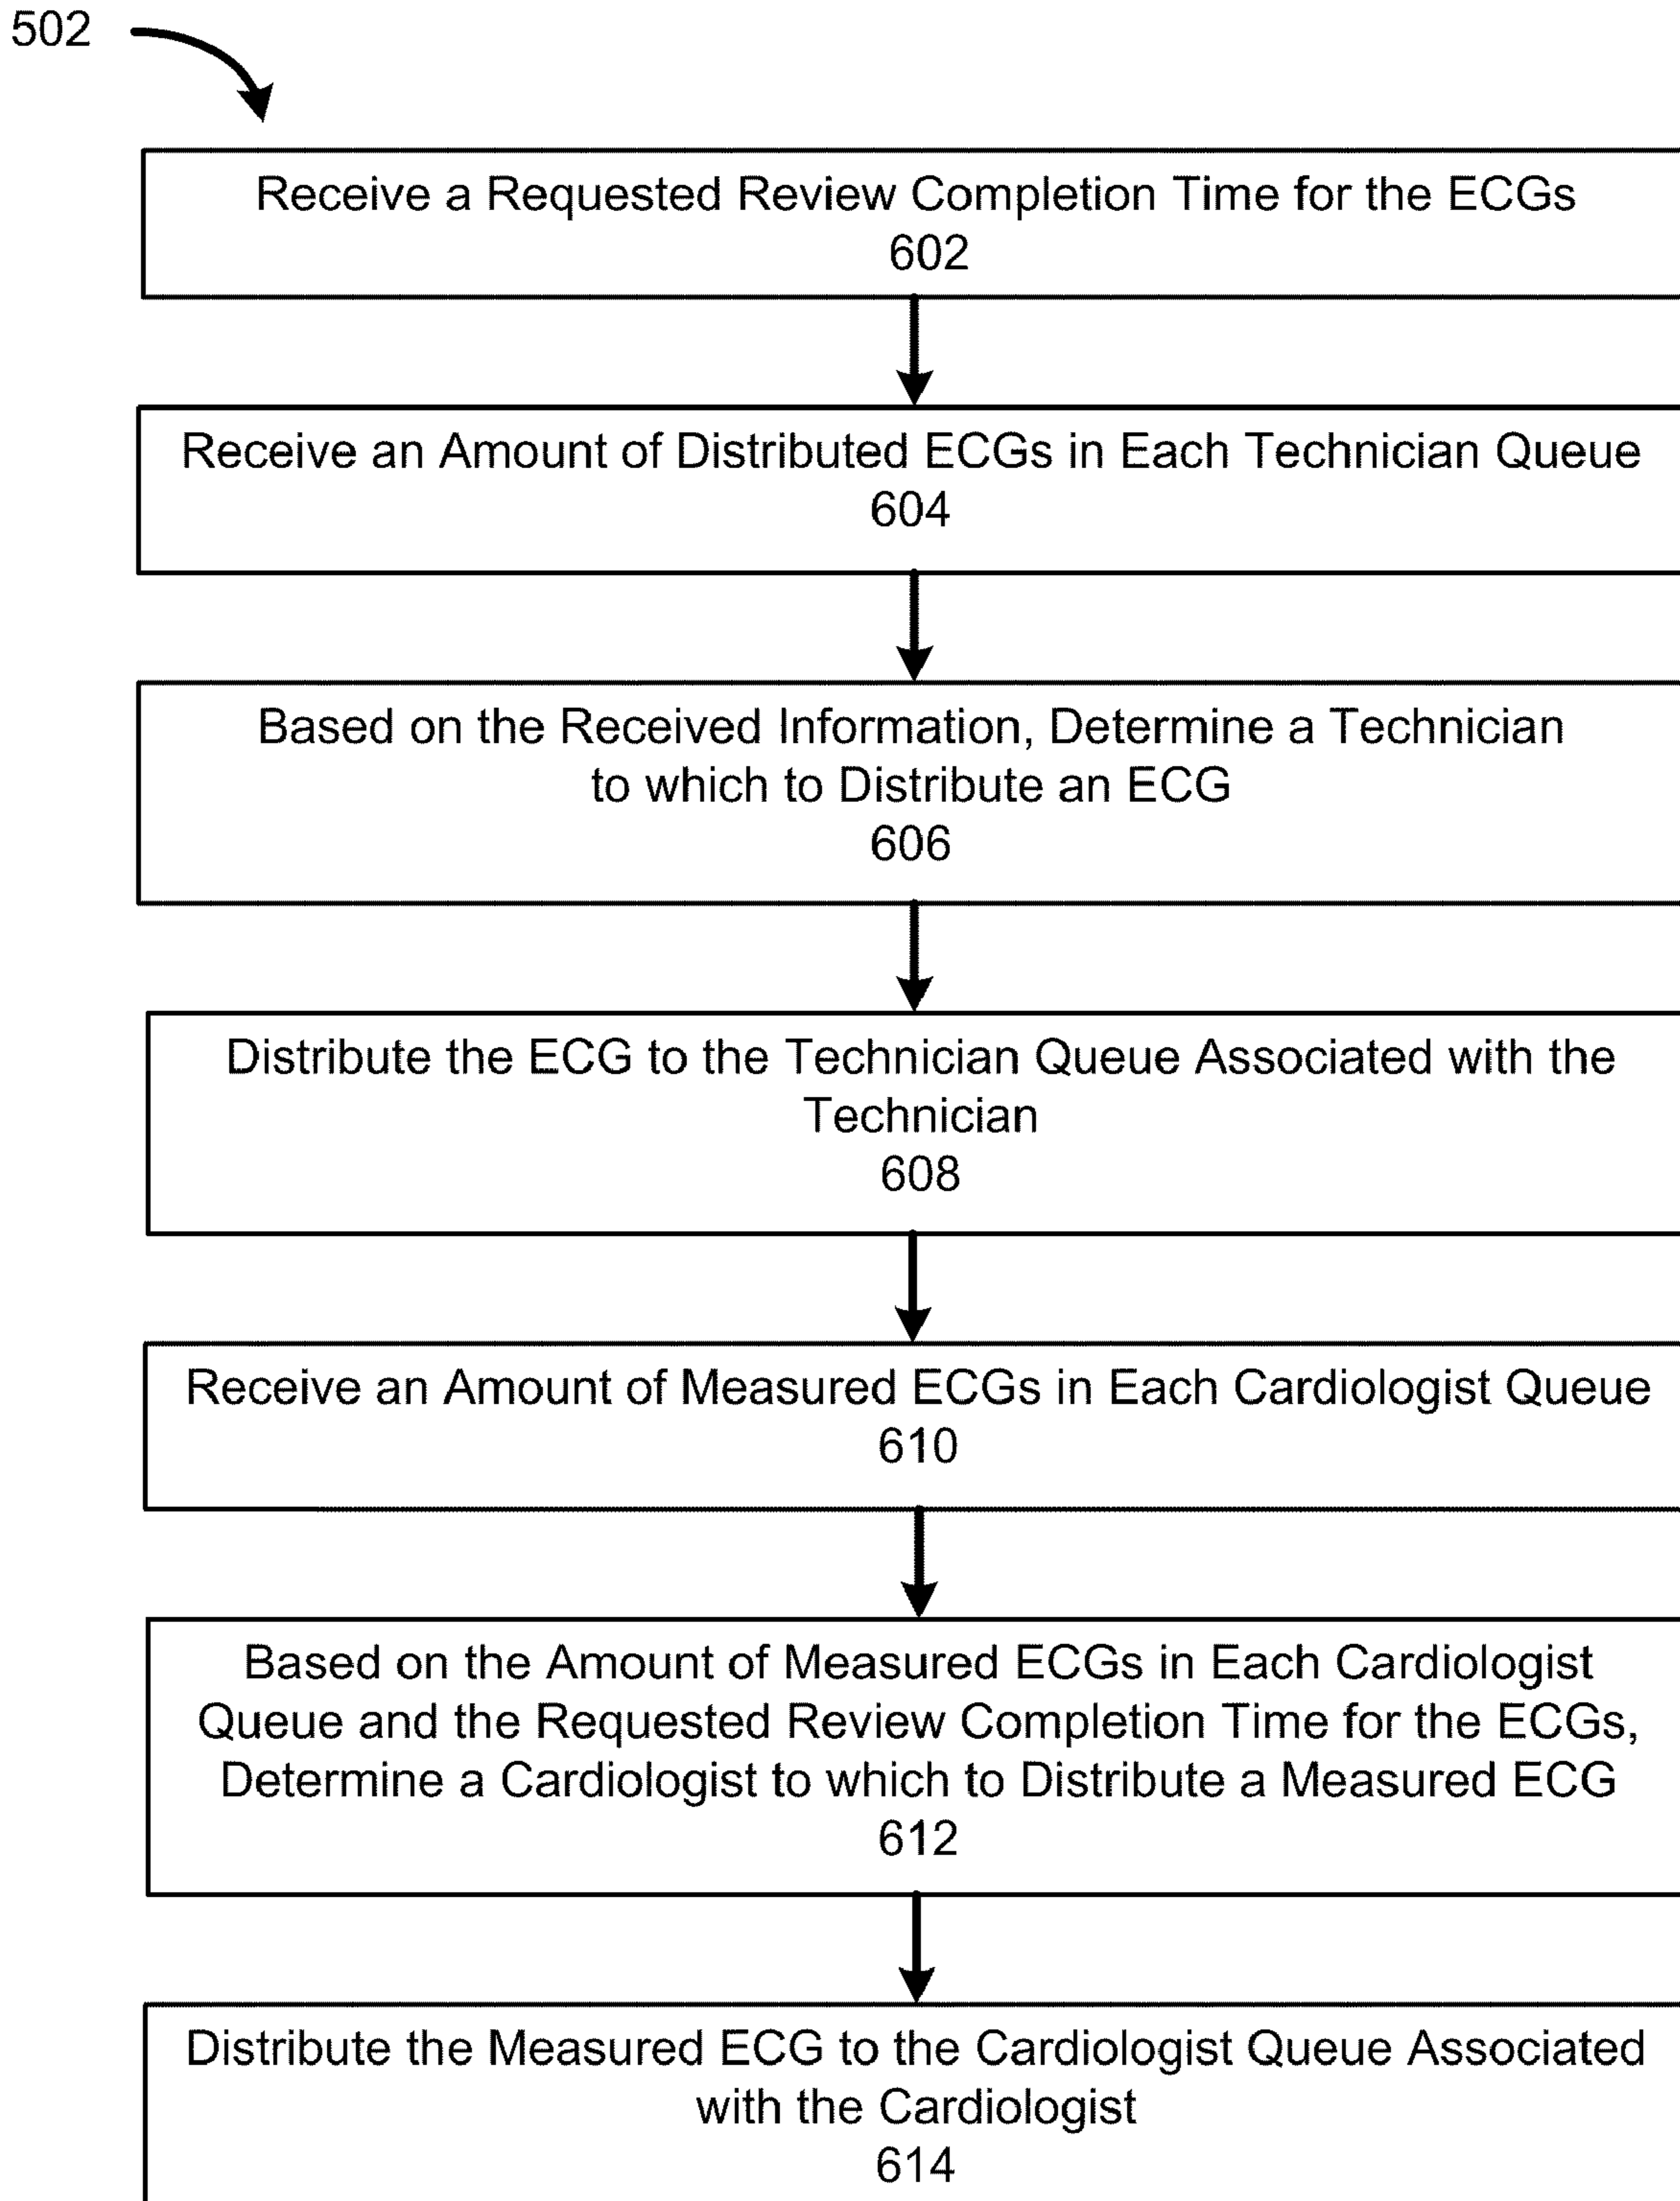 502
Receive a Requested Review Completion Time for the ECGs
602
Receive an Amount of Distributed ECGs in Each Technician Queue
604
Based on the Received Information, Determine a Technician
to which to Distribute an ECG
606
Distribute the ECG to the Technician Queue Associated with the
Technician
608
Receive an Amount of Measured ECGs in Each Cardiologist Queue
610
Based on the Amount of Measured ECGs in Each Cardiologist
Queue and the Requested Review Completion Time for the ECGs,
Determine a Cardiologist to which to Distribute a Measured ECG
612
Distribute the Measured ECG to the Cardiologist Queue Associated
with the Cardiologist
614